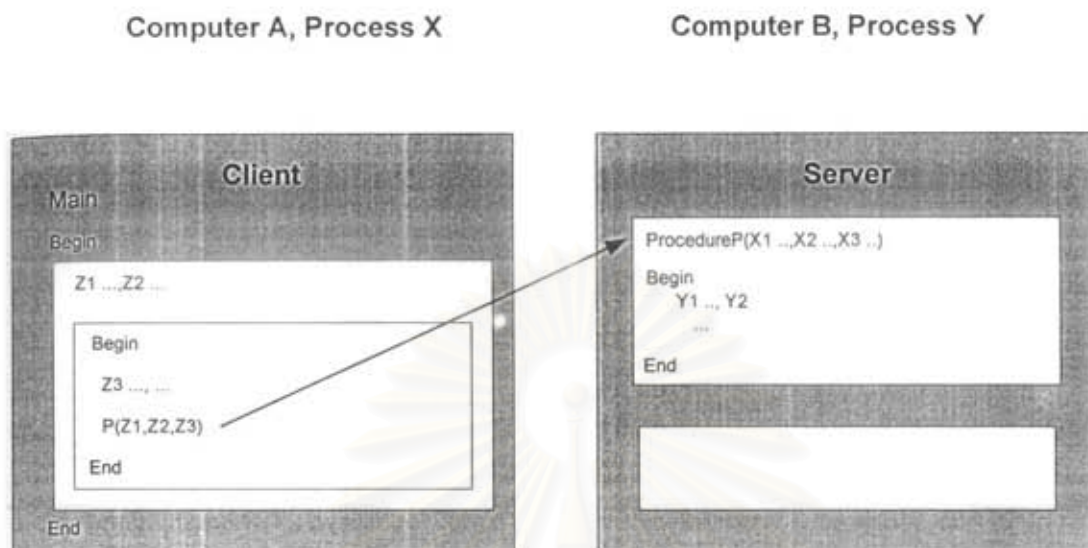 Computer A, Process X
Computer B, Process Y
Client
Main
Begin
Z1 ...,Z2 ...
Begin
Z3 ..., ...
P(Z1,Z2,Z3)
End
End
Server
ProcedureP(X1 ..,X2 ..,X3 ..)
Begin
Y1 .., Y2
...
End